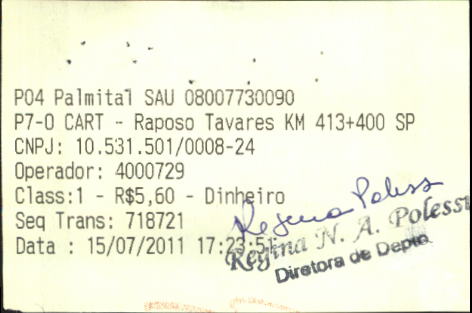 P04 Palmital SAU 08007730090
P7-O CART - Raposo Tavares KM 413+400 SP
CNPJ: 10.531.501/0008-24
Operador: 4000729
Class:1 - R$5,60 - Dinheiro
Seq Trans: 718721
Data : 15/07/2011 17:23:51
Regina Poless
Regina N. A. Polessi
Diretora de Depto.